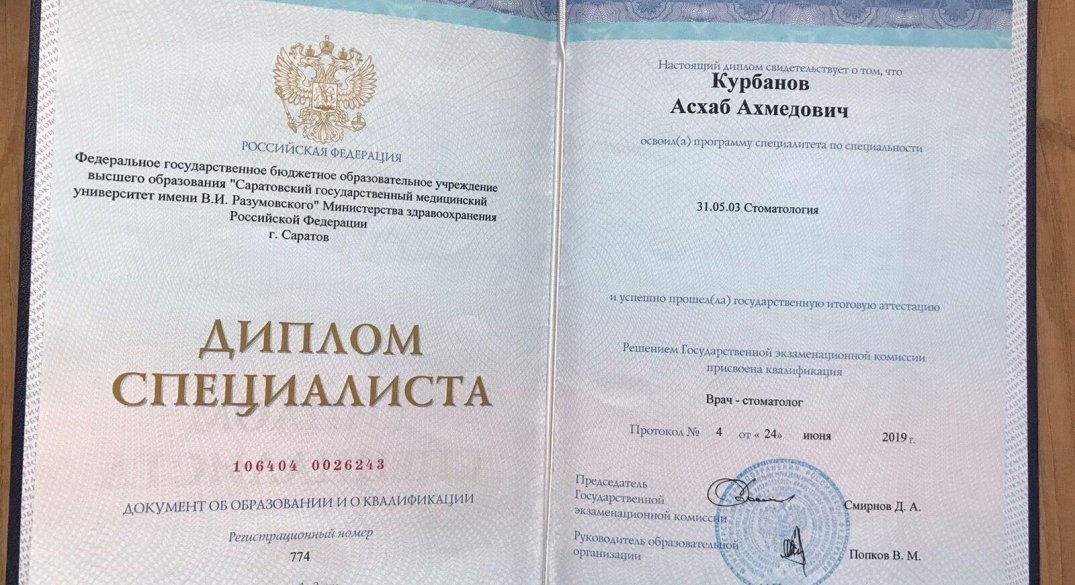 РОССИЙСКАЯ ФЕДЕРАЦИЯ
Федеральное государственное бюджетное образовательное учреждение
высшего образования "Саратовский государственный медицинский
университет имени В.И. Разумовского" Министерства здравоохранения
Российской Федерации
г. Саратов
ДИПЛОМ
СПЕЦИАЛИСТА
106404 0026243
ДОКУМЕНТ ОБ ОБРАЗОВАНИИ И О КВАЛИФИКАЦИИ
Регистрационный номер
774
Настоящий диплом свидетельствует о том, что
Курбанов
Асхаб Ахмедович
освоил(а) программу специалитета по специальности
31.05.03 Стоматология
и успешно прошел(ла) государственную итоговую аттестацию
Решением Государственной экзаменационной комиссии
присвоена квалификация
Врач - стоматолог
Протокол № 4 от « 24» июня 2019 г.
Председатель
Государственной
экзаменационной комиссии
Смирнов Д. А.
Руководитель образовательной
организации
Попков В. М.